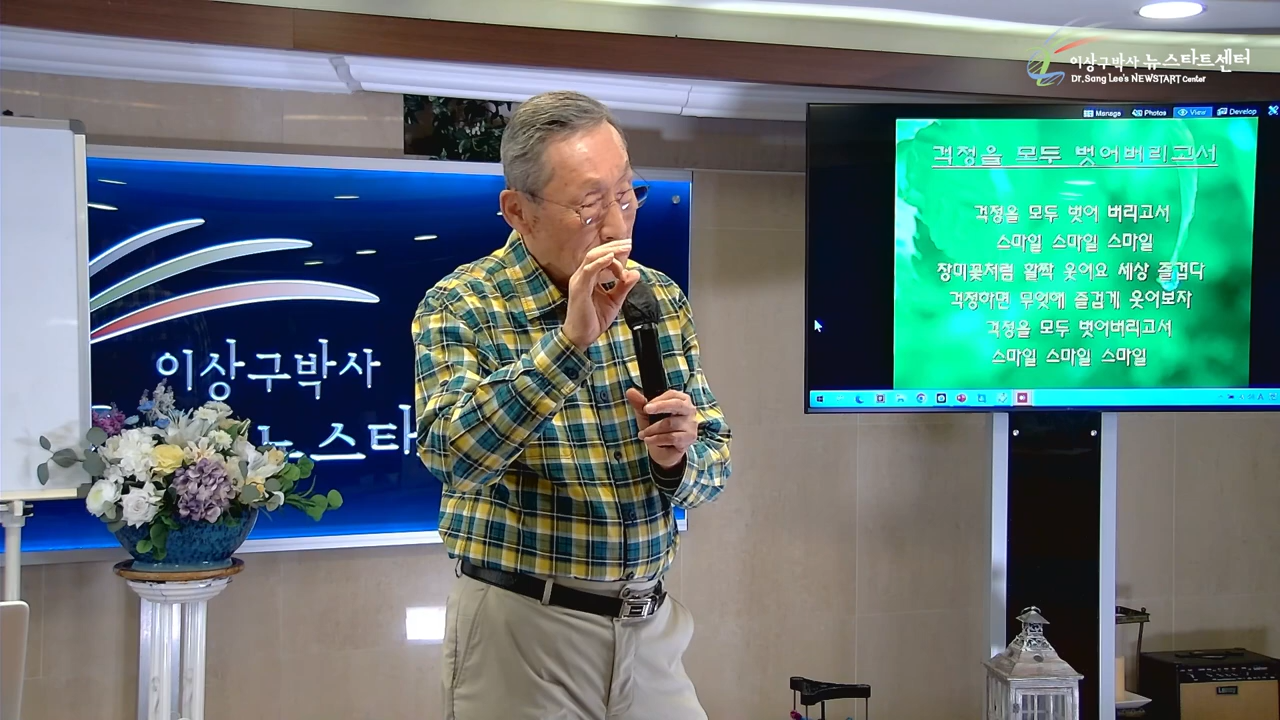 이상구박사 뉴스타트센터
Dr. Sang Lee's NEWSTART Center
Manage Photos View Develop
걱정을 모두 벗어버리고서
걱정을 모두 벗어 버리고서
스마일 스마일 스마일
장미꽃처럼 활짝 웃어요 세상 즐겁다
걱정하면 무엇해 즐겁게 웃어보자
걱정을 모두 벗어버리고서
스마일 스마일 스마일
이상구박사
뉴스타